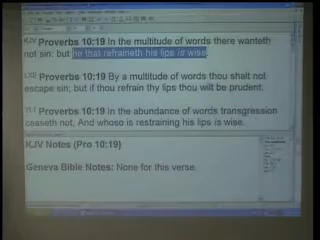 KJV Proverbs 10:19 In the multitude of words there wanteth
not sin: but he that refraineth his lips is wise.
LXE Proverbs 10:19 By a multitude of words thou shalt not
escape sin; but if thou refrain thy lips thou will be prudent.
YLT Proverbs 10:19 In the abundance of words transgression
ceaseth not, And whoso is restraining his lips is wise.
KJV Notes (Pro 10:19)
Geneva Bible Notes: None for this verse.